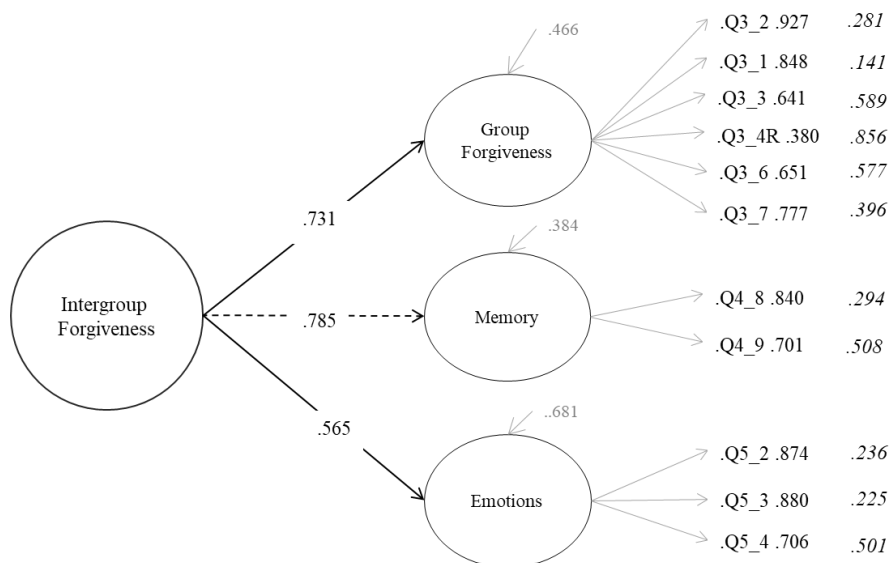 .466
.Q3_2 .927 .281
.Q3_1 .848 .141
.Q3_3 .641 .589
.Q3_4R .380 .856
.Q3_6 .651 .577
.Q3_7 .777 .396
Group
Forgiveness
.731
.384
Intergroup
Forgiveness
.785
Memory
.Q4_8 .840 .294
.Q4_9 .701 .508
.565
..681
Emotions
.Q5_2 .874 .236
.Q5_3 .880 .225
.Q5_4 .706 .501